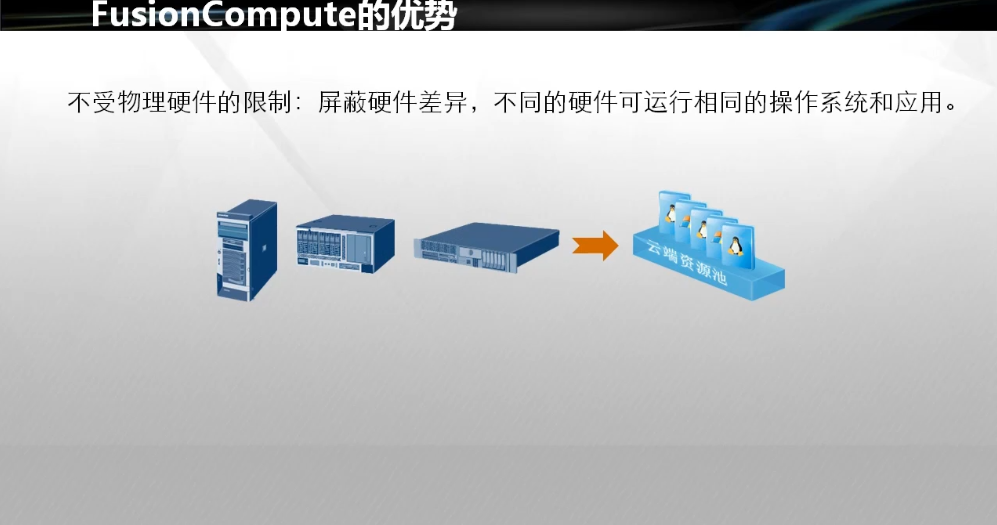 FusionCompute的优势
不受物理硬件的限制：屏蔽硬件差异，不同的硬件可运行相同的操作系统和应用。
云端资源池